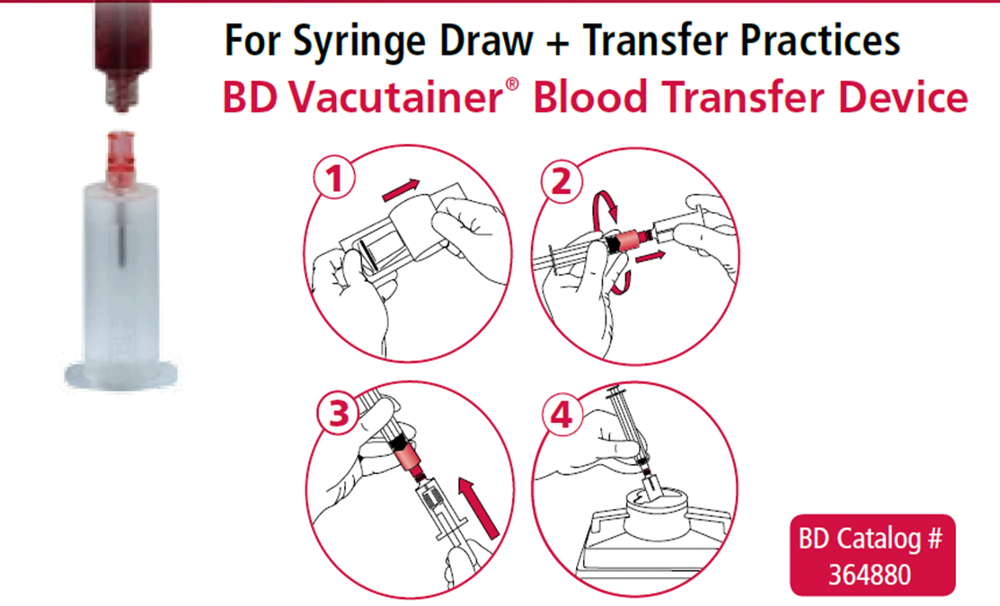 For Syringe Draw + Transfer Practices
BD Vacutainer® Blood Transfer Device
1
2
3
4
BD Catalog #
364880